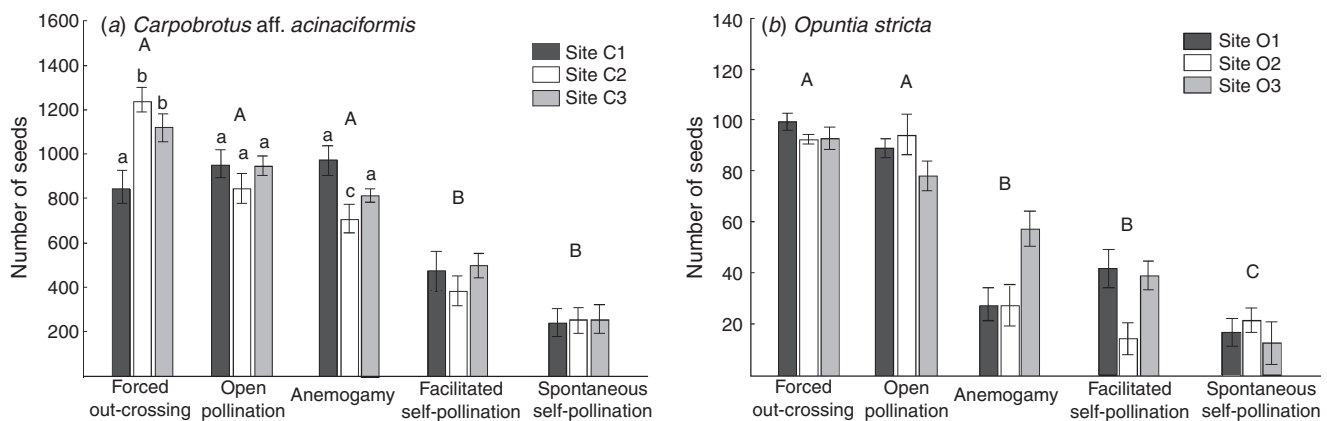 (a) Carpobrotus aff. acinaciformis
Number of seeds
1600
1400
1200
1000
800
600
400
200
Site C1
Site C2
Site C3
A
a
b
b
A
a
a
a
A
a
c
a
B
B
Forced out-crossing
Open pollination
Anemogamy
Facilitated self-pollination
Spontaneous self-pollination
(b) Opuntia stricta
Number of seeds
140
120
100
80
60
40
20
Site O1
Site O2
Site O3
A
A
B
B
C
Forced out-crossing
Open pollination
Anemogamy
Facilitated self-pollination
Spontaneous self-pollination